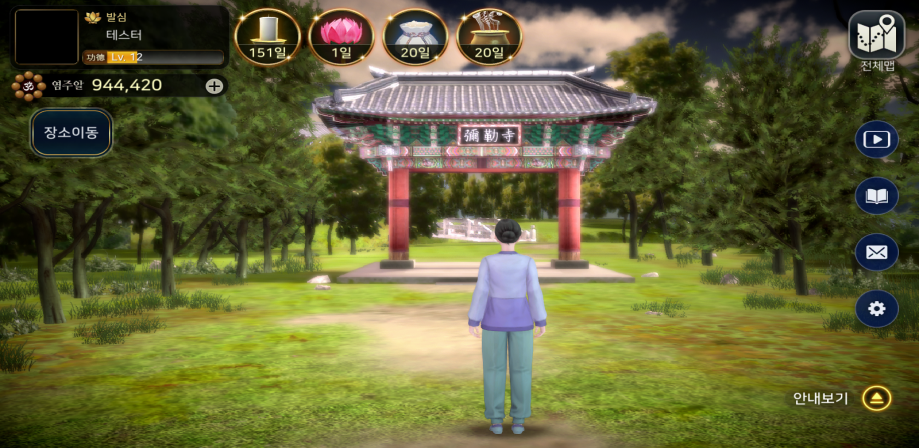 발심
테스터
功德 Lv. 12
염주알 944,420
151일
1일
20일
20일
전체맵
장소이동
彌勒寺
안내보기